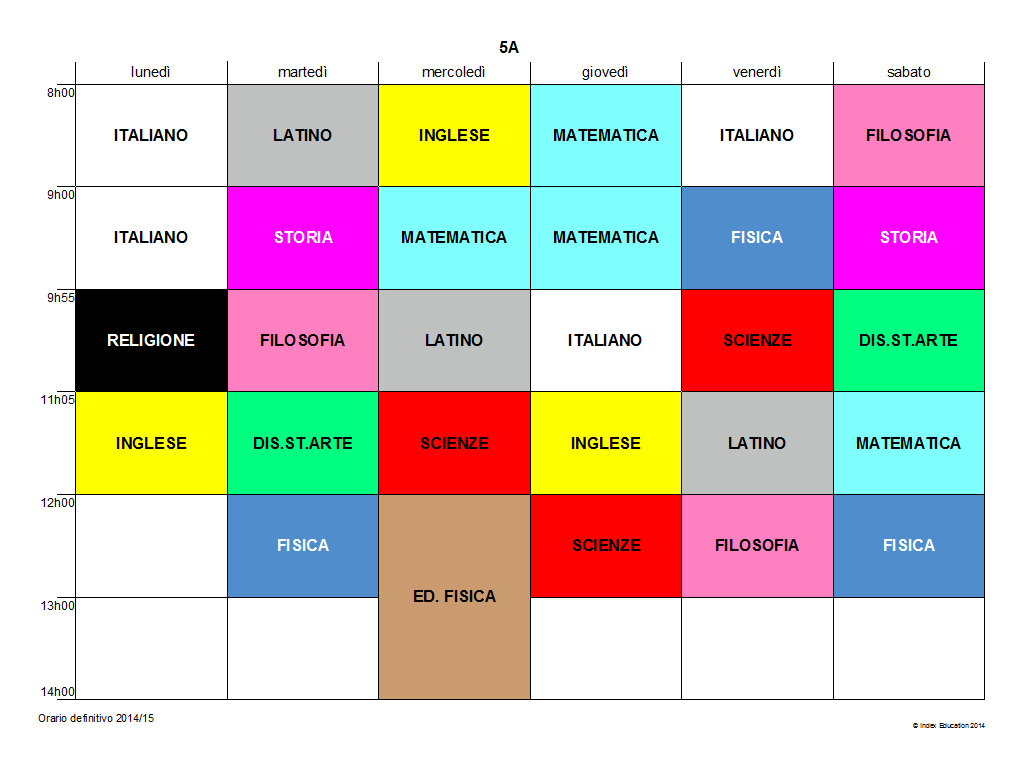 5A
lunedì martedì mercoledì giovedì venerdì sabato
8h00
ITALIANO LATINO INGLESE MATEMATICA ITALIANO FILOSOFIA
9h00
ITALIANO STORIA MATEMATICA MATEMATICA FISICA STORIA
9h55
RELIGIONE FILOSOFIA LATINO ITALIANO SCIENZE DIS.ST.ARTE
11h05
INGLESE DIS.ST.ARTE SCIENZE INGLESE LATINO MATEMATICA
12h00
FISICA SCIENZE FILOSOFIA FISICA
ED. FISICA
13h00
14h00
Orario definitivo 2014/15
© Index Education 2014